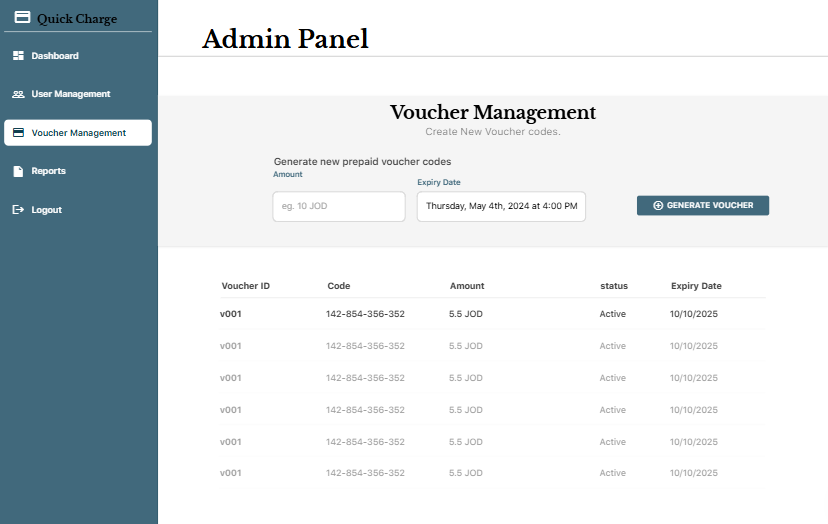 Quick Charge
Dashboard
User Management
Voucher Management
Reports
Logout
Admin Panel
Voucher Management
Create New Voucher codes.
Generate new prepaid voucher codes
Amount
Expiry Date
eg. 10 JOD
Thursday, May 4th, 2024 at 4:00 PM
GENERATE VOUCHER
Voucher ID Code Amount status Expiry Date
v001 142-854-356-352 5.5 JOD Active 10/10/2025
v001 142-854-356-352 5.5 JOD Active 10/10/2025
v001 142-854-356-352 5.5 JOD Active 10/10/2025
v001 142-854-356-352 5.5 JOD Active 10/10/2025
v001 142-854-356-352 5.5 JOD Active 10/10/2025
v001 142-854-356-352 5.5 JOD Active 10/10/2025